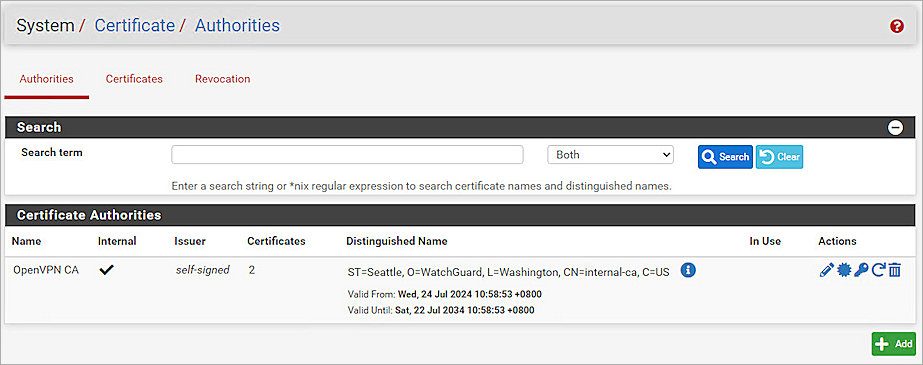 System / Certificate / Authorities
Authorities Certificates Revocation
Search
Search term Both Search Clear
Enter a search string or *nix regular expression to search certificate names and distinguished names.
Certificate Authorities
Name Internal Issuer Certificates Distinguished Name In Use Actions
OpenVPN CA self-signed 2 ST=Seattle, O=WatchGuard, L=Washington, CN=internal-ca, C=US
Valid From: Wed, 24 Jul 2024 10:58:53 +0800
Valid Until: Sat, 22 Jul 2034 10:58:53 +0800
Add